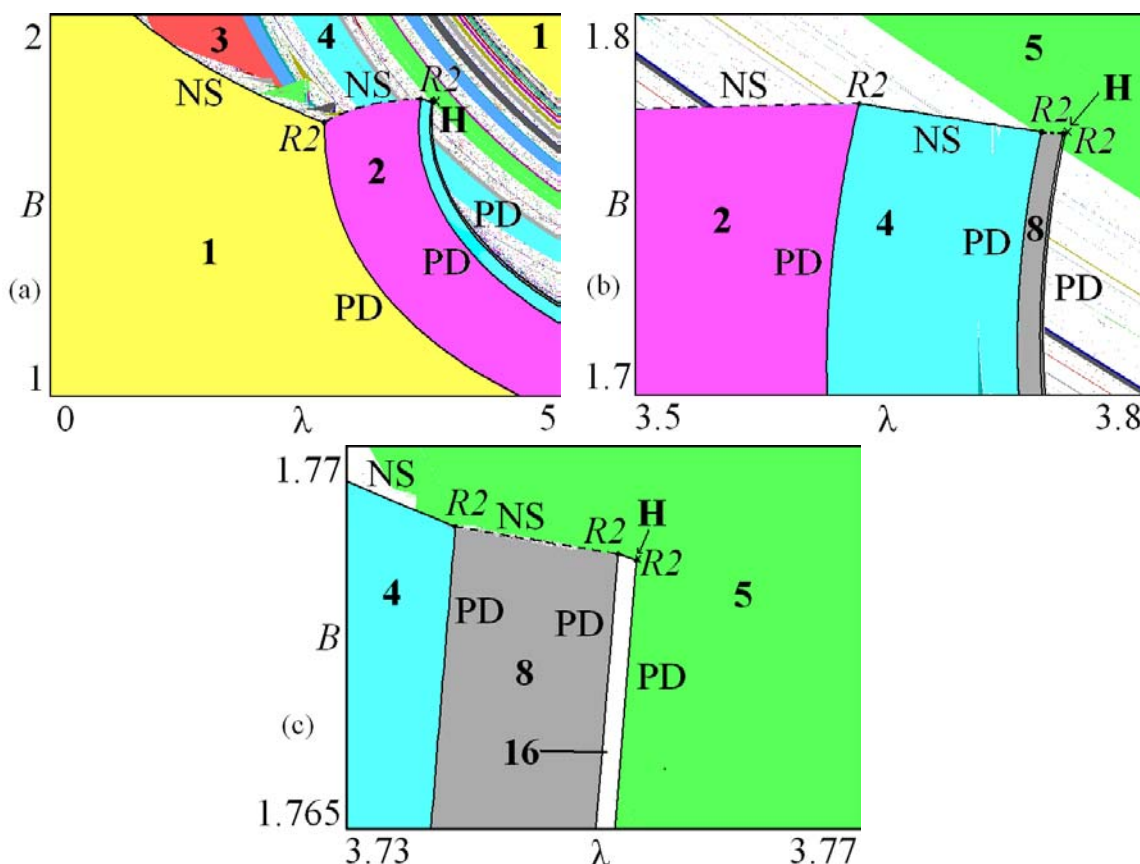 2
3
4
1
NS
NS
R2
H
R2
2
B
PD
1
PD
(a)
PD
1
0
λ
5
1.8
5
NS
R2
H
R2
R2
NS
B
2
4
8
PD
PD
(b)
PD
1.7
3.5
λ
3.8
1.77
NS
R2
NS
R2
H
R2
4
5
PD
PD
B
8
PD
(c)
16
1.765
3.73
λ
3.77